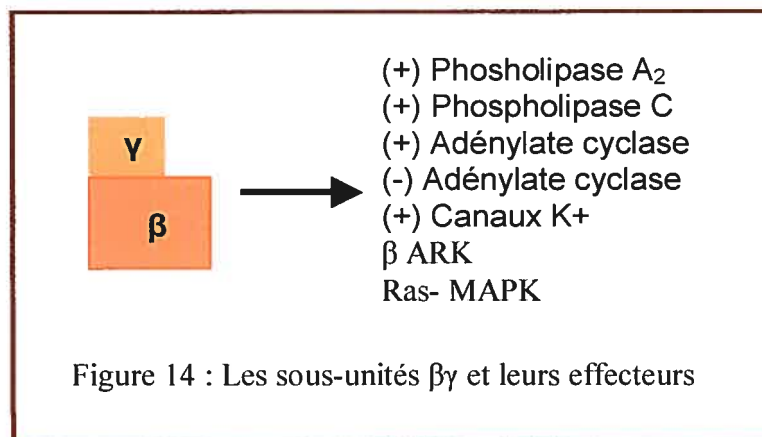 γ
β
(+) Phosholipase A₂
(+) Phospholipase C
(+) Adénylate cyclase
(-) Adénylate cyclase
(+) Canaux K+
β ARK
Ras- MAPK
Figure 14 : Les sous-unités βγ et leurs effecteurs